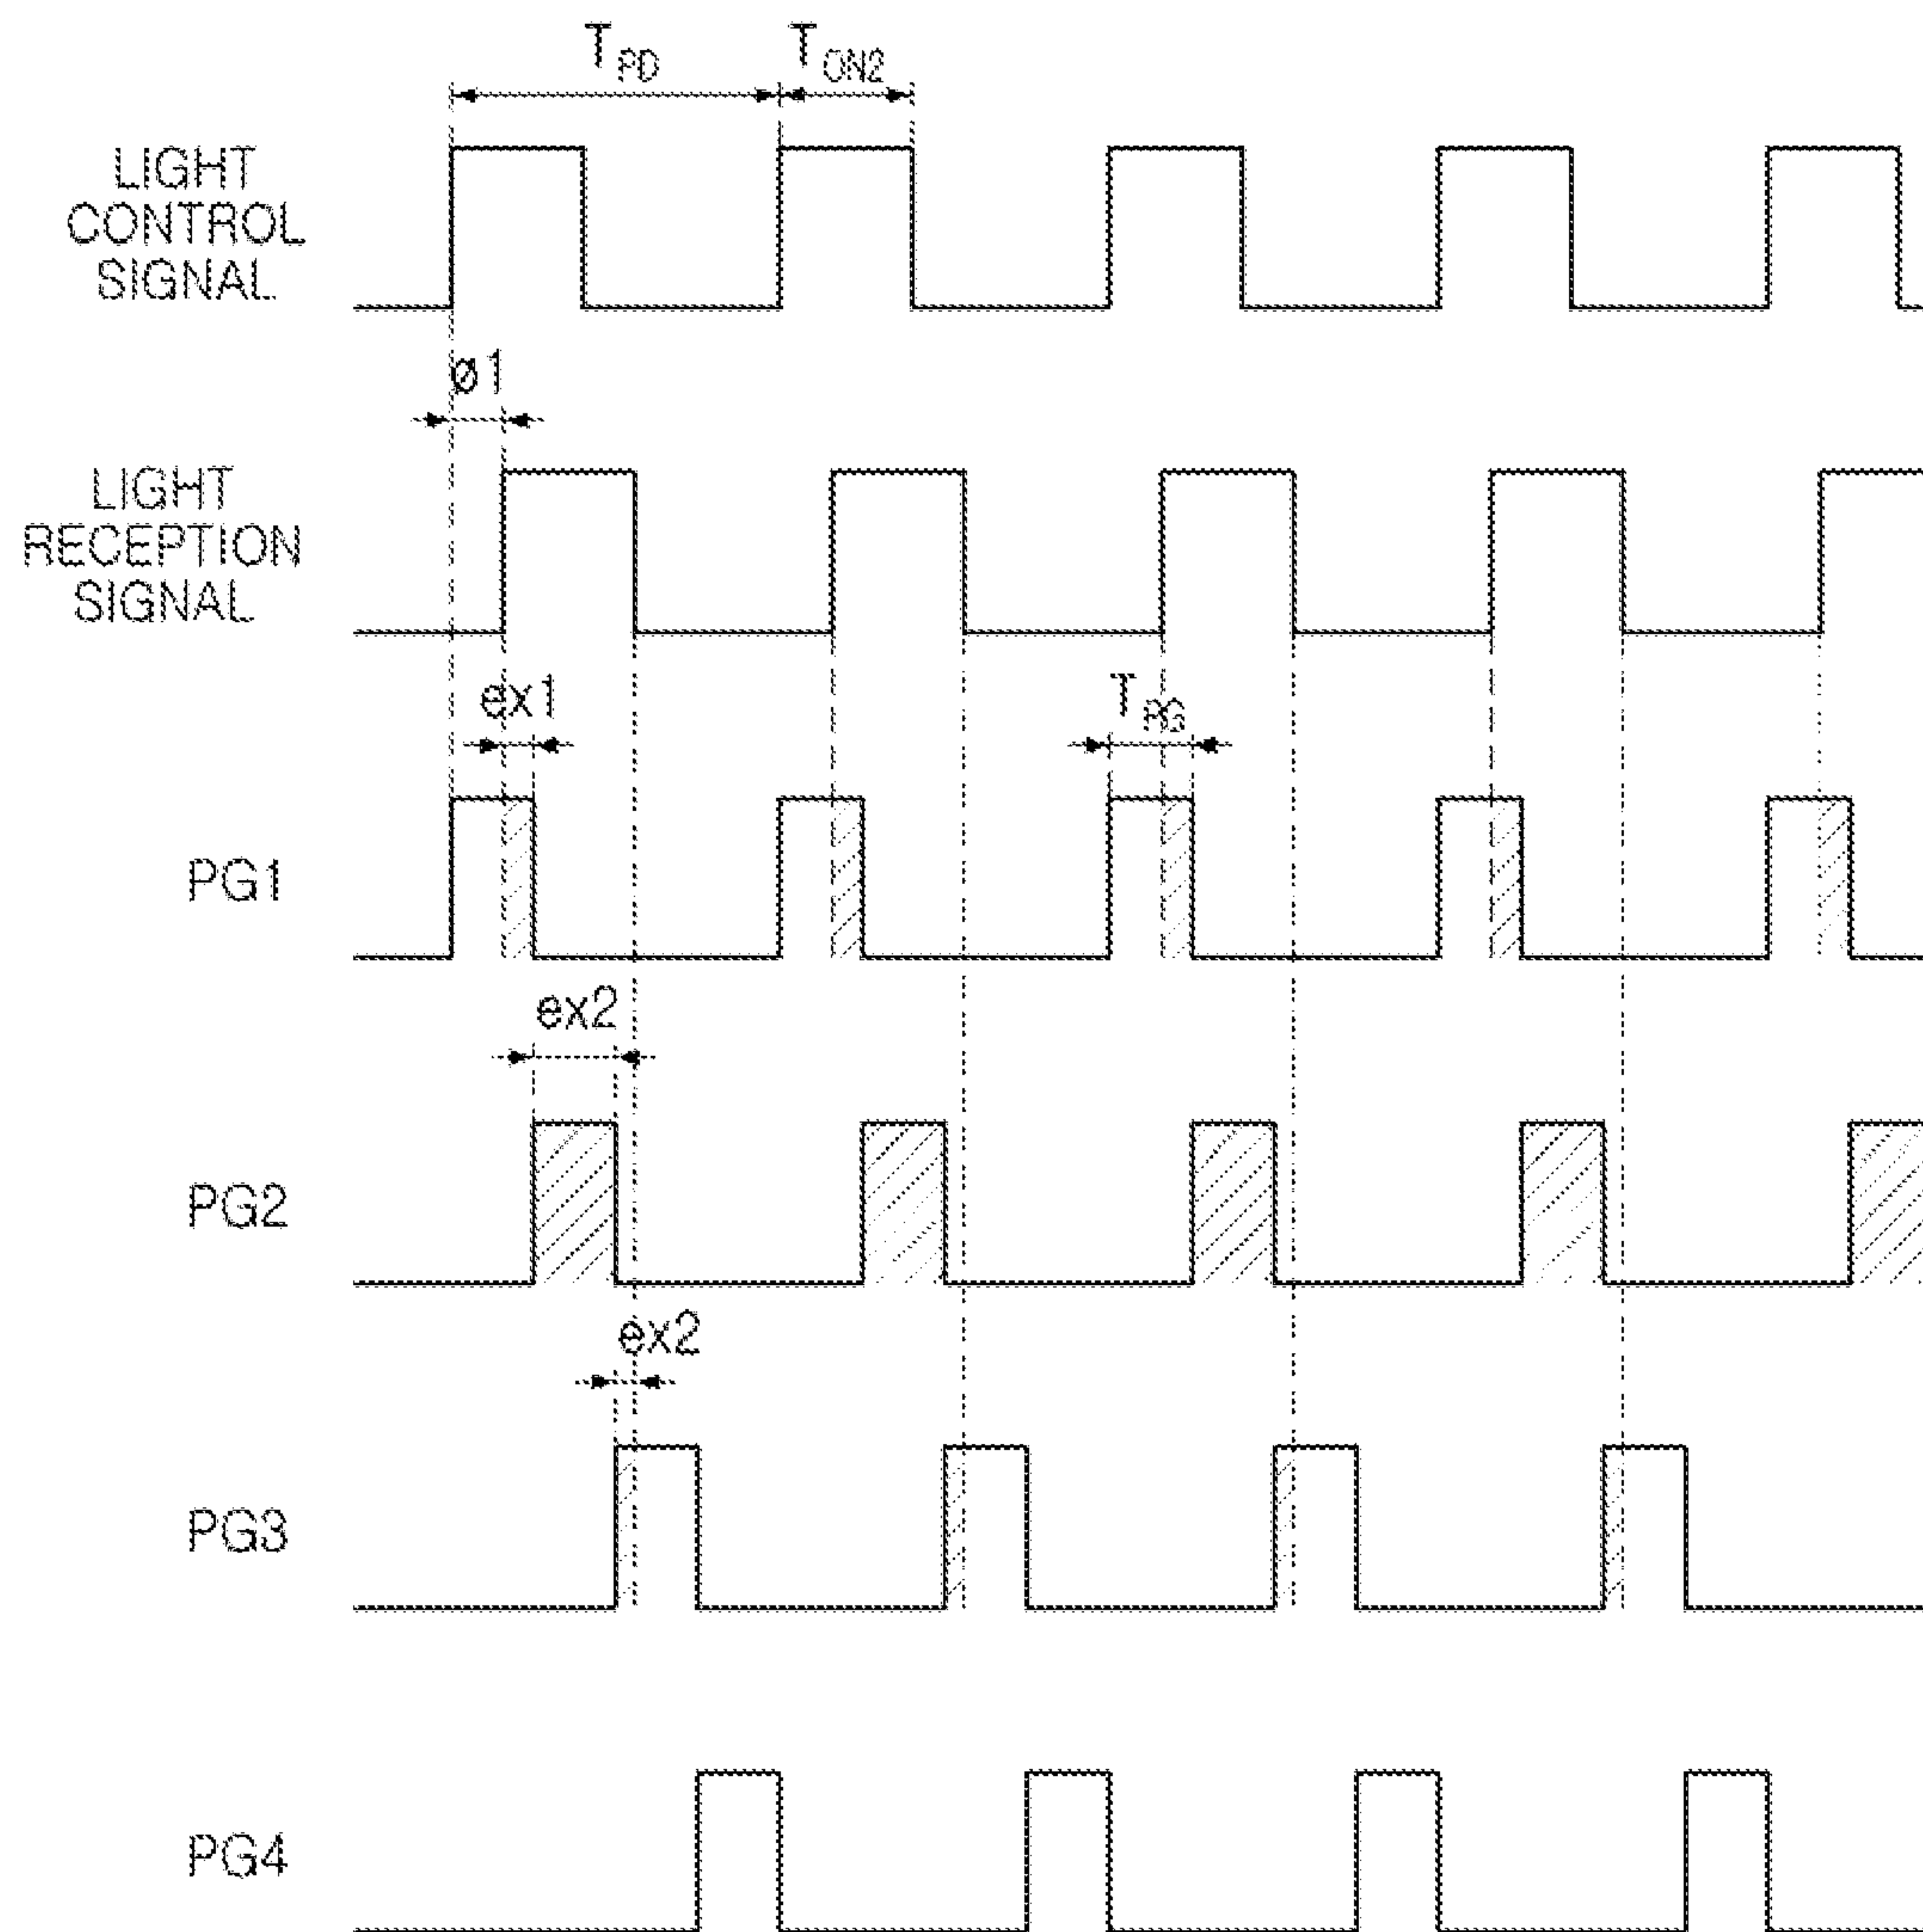 T_PD T_ON2
LIGHT
CONTROL
SIGNAL
ø1
LIGHT
RECEPTION
SIGNAL
ex1 T_PG
PG1
ex2
PG2
ex2
PG3
PG4